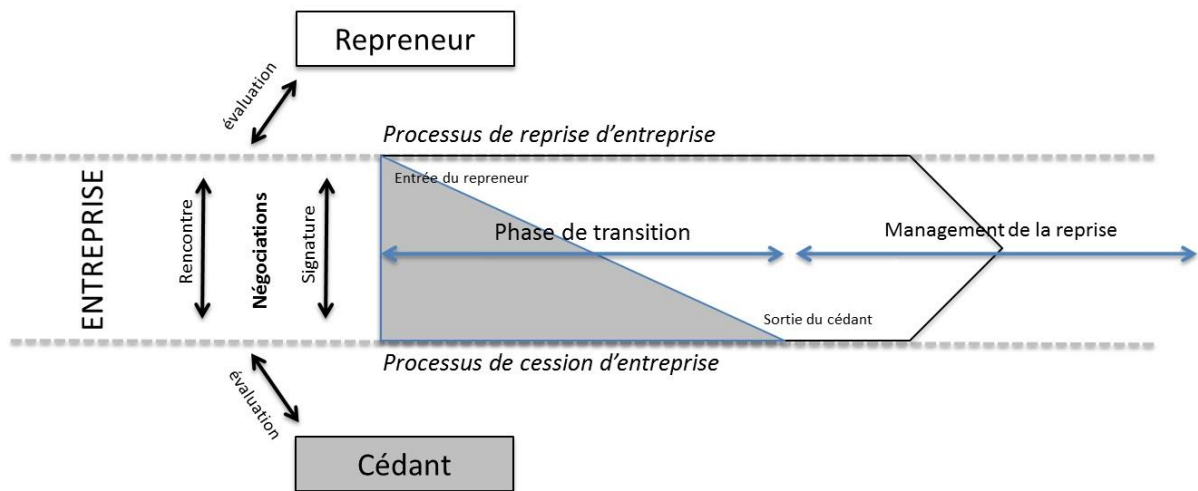 Repreneur
évaluation
Processus de reprise d’entreprise
ENTREPRISE
Rencontre
Négociations
Signature
Entrée du repreneur
Phase de transition
Management de la reprise
Sortie du cédant
Processus de cession d’entreprise
évaluation
Cédant